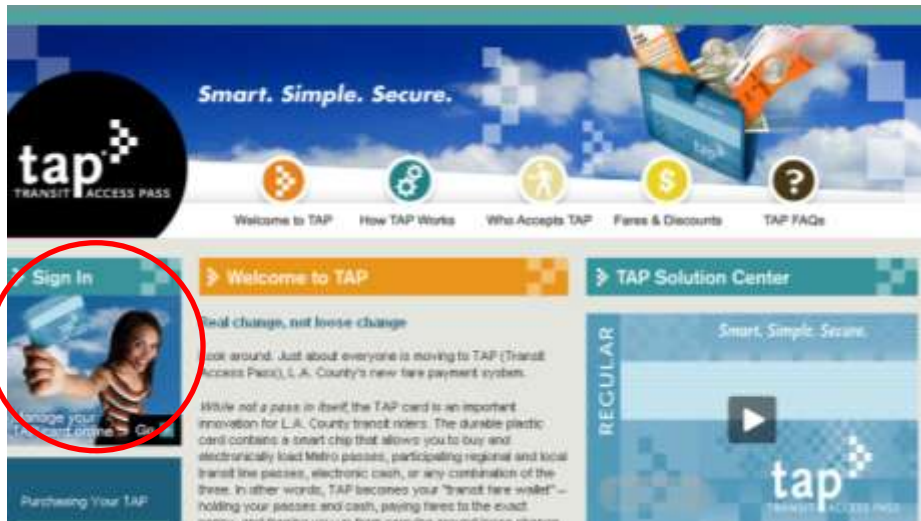 Smart. Simple. Secure.
tap
TRANSIT ACCESS PASS
Welcome to TAP
How TAP Works
Who Accepts TAP
Fares & Discounts
TAP FAQs
Sign In
Manage your
TAP card online
Go
Purchasing Your TAP
Welcome to TAP
Real change, not loose change
Look around. Just about everyone is moving to TAP (Transit
Access Pass), L.A. County's new fare payment system.
While not a pass in itself, the TAP card is an important
innovation for L.A. County transit riders. The durable plastic
card contains a smart chip that allows you to buy and
electronically load Metro passes, participating regional and local
transit line passes, electronic cash, or any combination of the
three. In other words, TAP becomes your "transit fare wallet" –
holding your passes and cash, paying fares to the exact
TAP Solution Center
REGULAR
Smart. Simple. Secure.
tap
TRANSIT ACCESS PASS